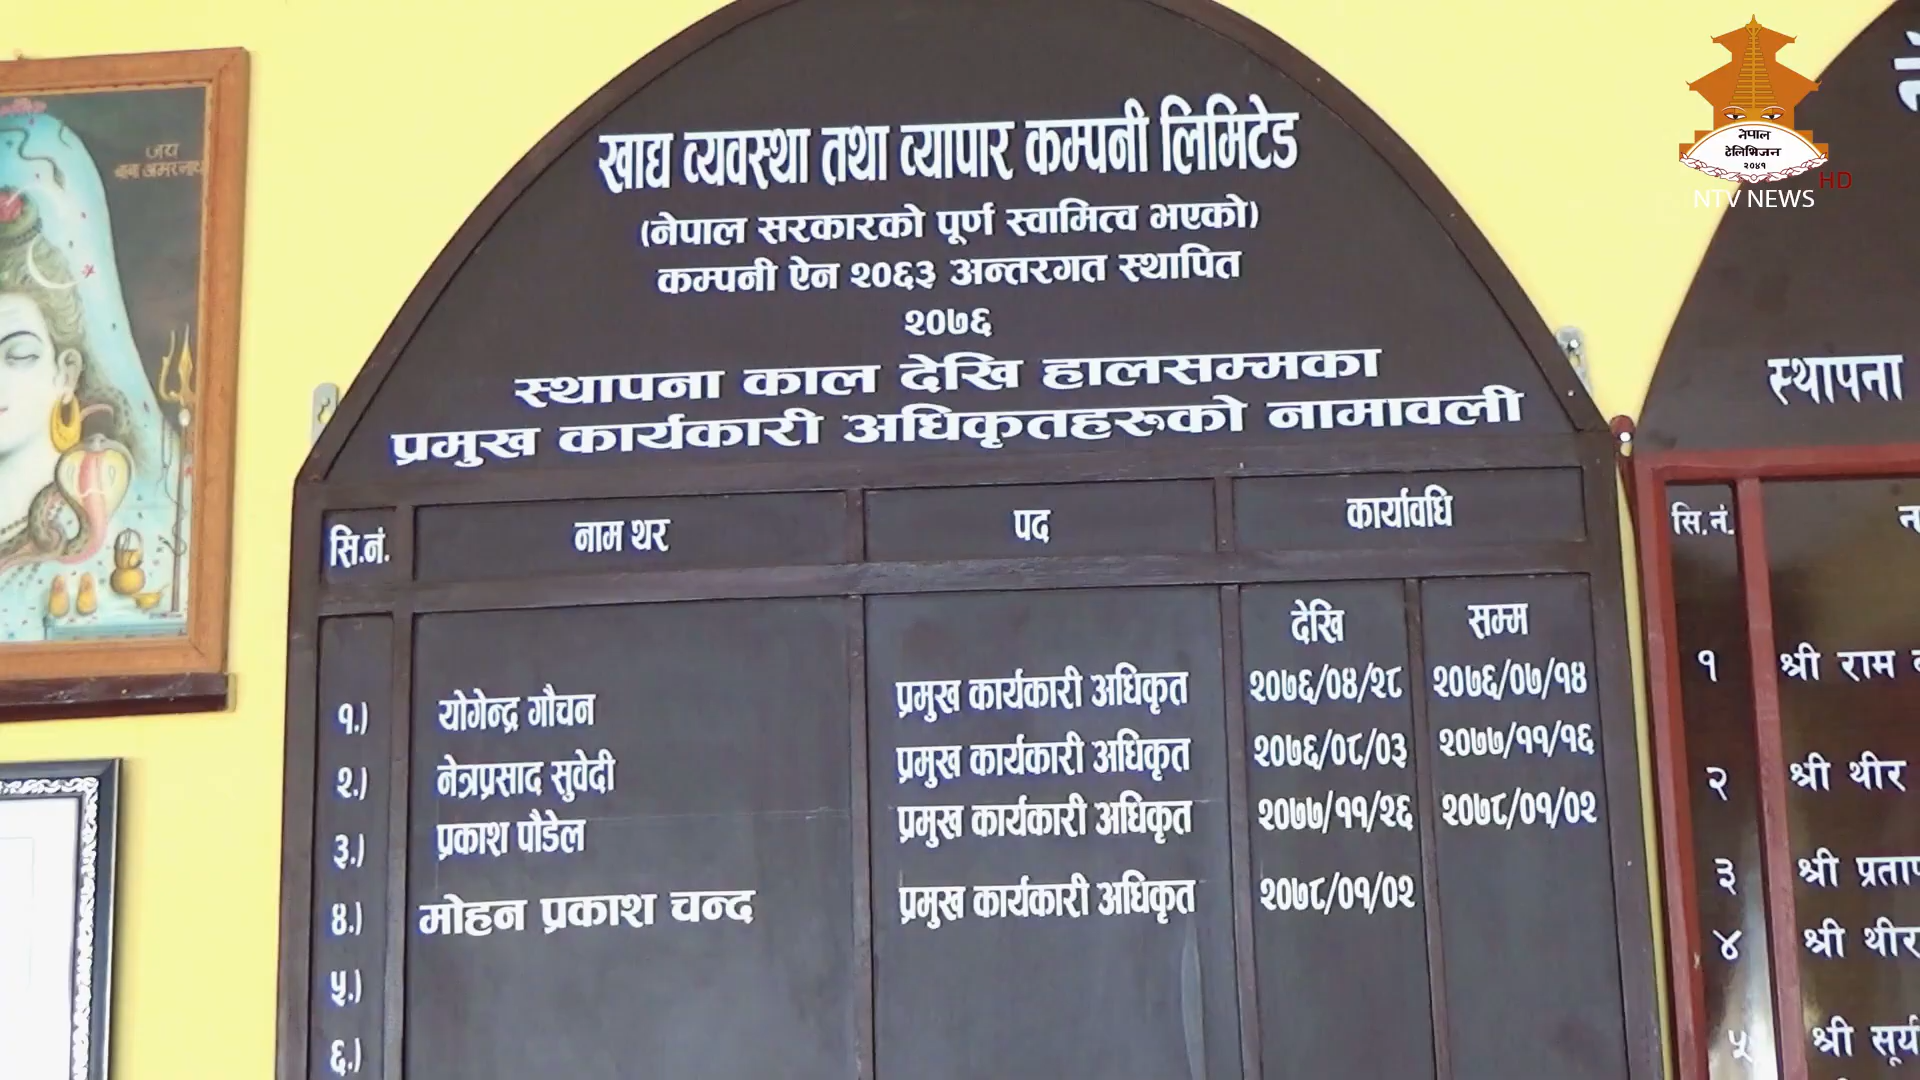 खाद्य व्यवस्था तथा व्यापार कम्पनी लिमिटेड
(नेपाल सरकारको पूर्ण स्वामित्व भएको)
कम्पनी ऐन २०६३ अन्तरगत स्थापित
२०७६
स्थापना काल देखि हालसम्मका
प्रमुख कार्यकारी अधिकृतहरुको नामावली
सि.नं. नाम थर पद कार्यावधि
देखि सम्म
१.) योगेन्द्र गौचन प्रमुख कार्यकारी अधिकृत २०७६/०४/२८ २०७६/०७/१४
२.) नेत्रप्रसाद सुवेदी प्रमुख कार्यकारी अधिकृत २०७६/०८/०३ २०७७/११/१६
३.) प्रकाश पौडेल प्रमुख कार्यकारी अधिकृत २०७७/११/२६ २०७८/०१/०२
४.) मोहन प्रकाश चन्द प्रमुख कार्यकारी अधिकृत २०७८/०१/०२
५.)
६.)
जय
बाबा अमरनाथ
नेपाल
टेलिभिजन
२०४१
HD
NTV NEWS
स्थापना
सि.नं.
१ श्री राम
२ श्री थीर
३ श्री प्रताप
४ श्री थीर
५ श्री सूर्य